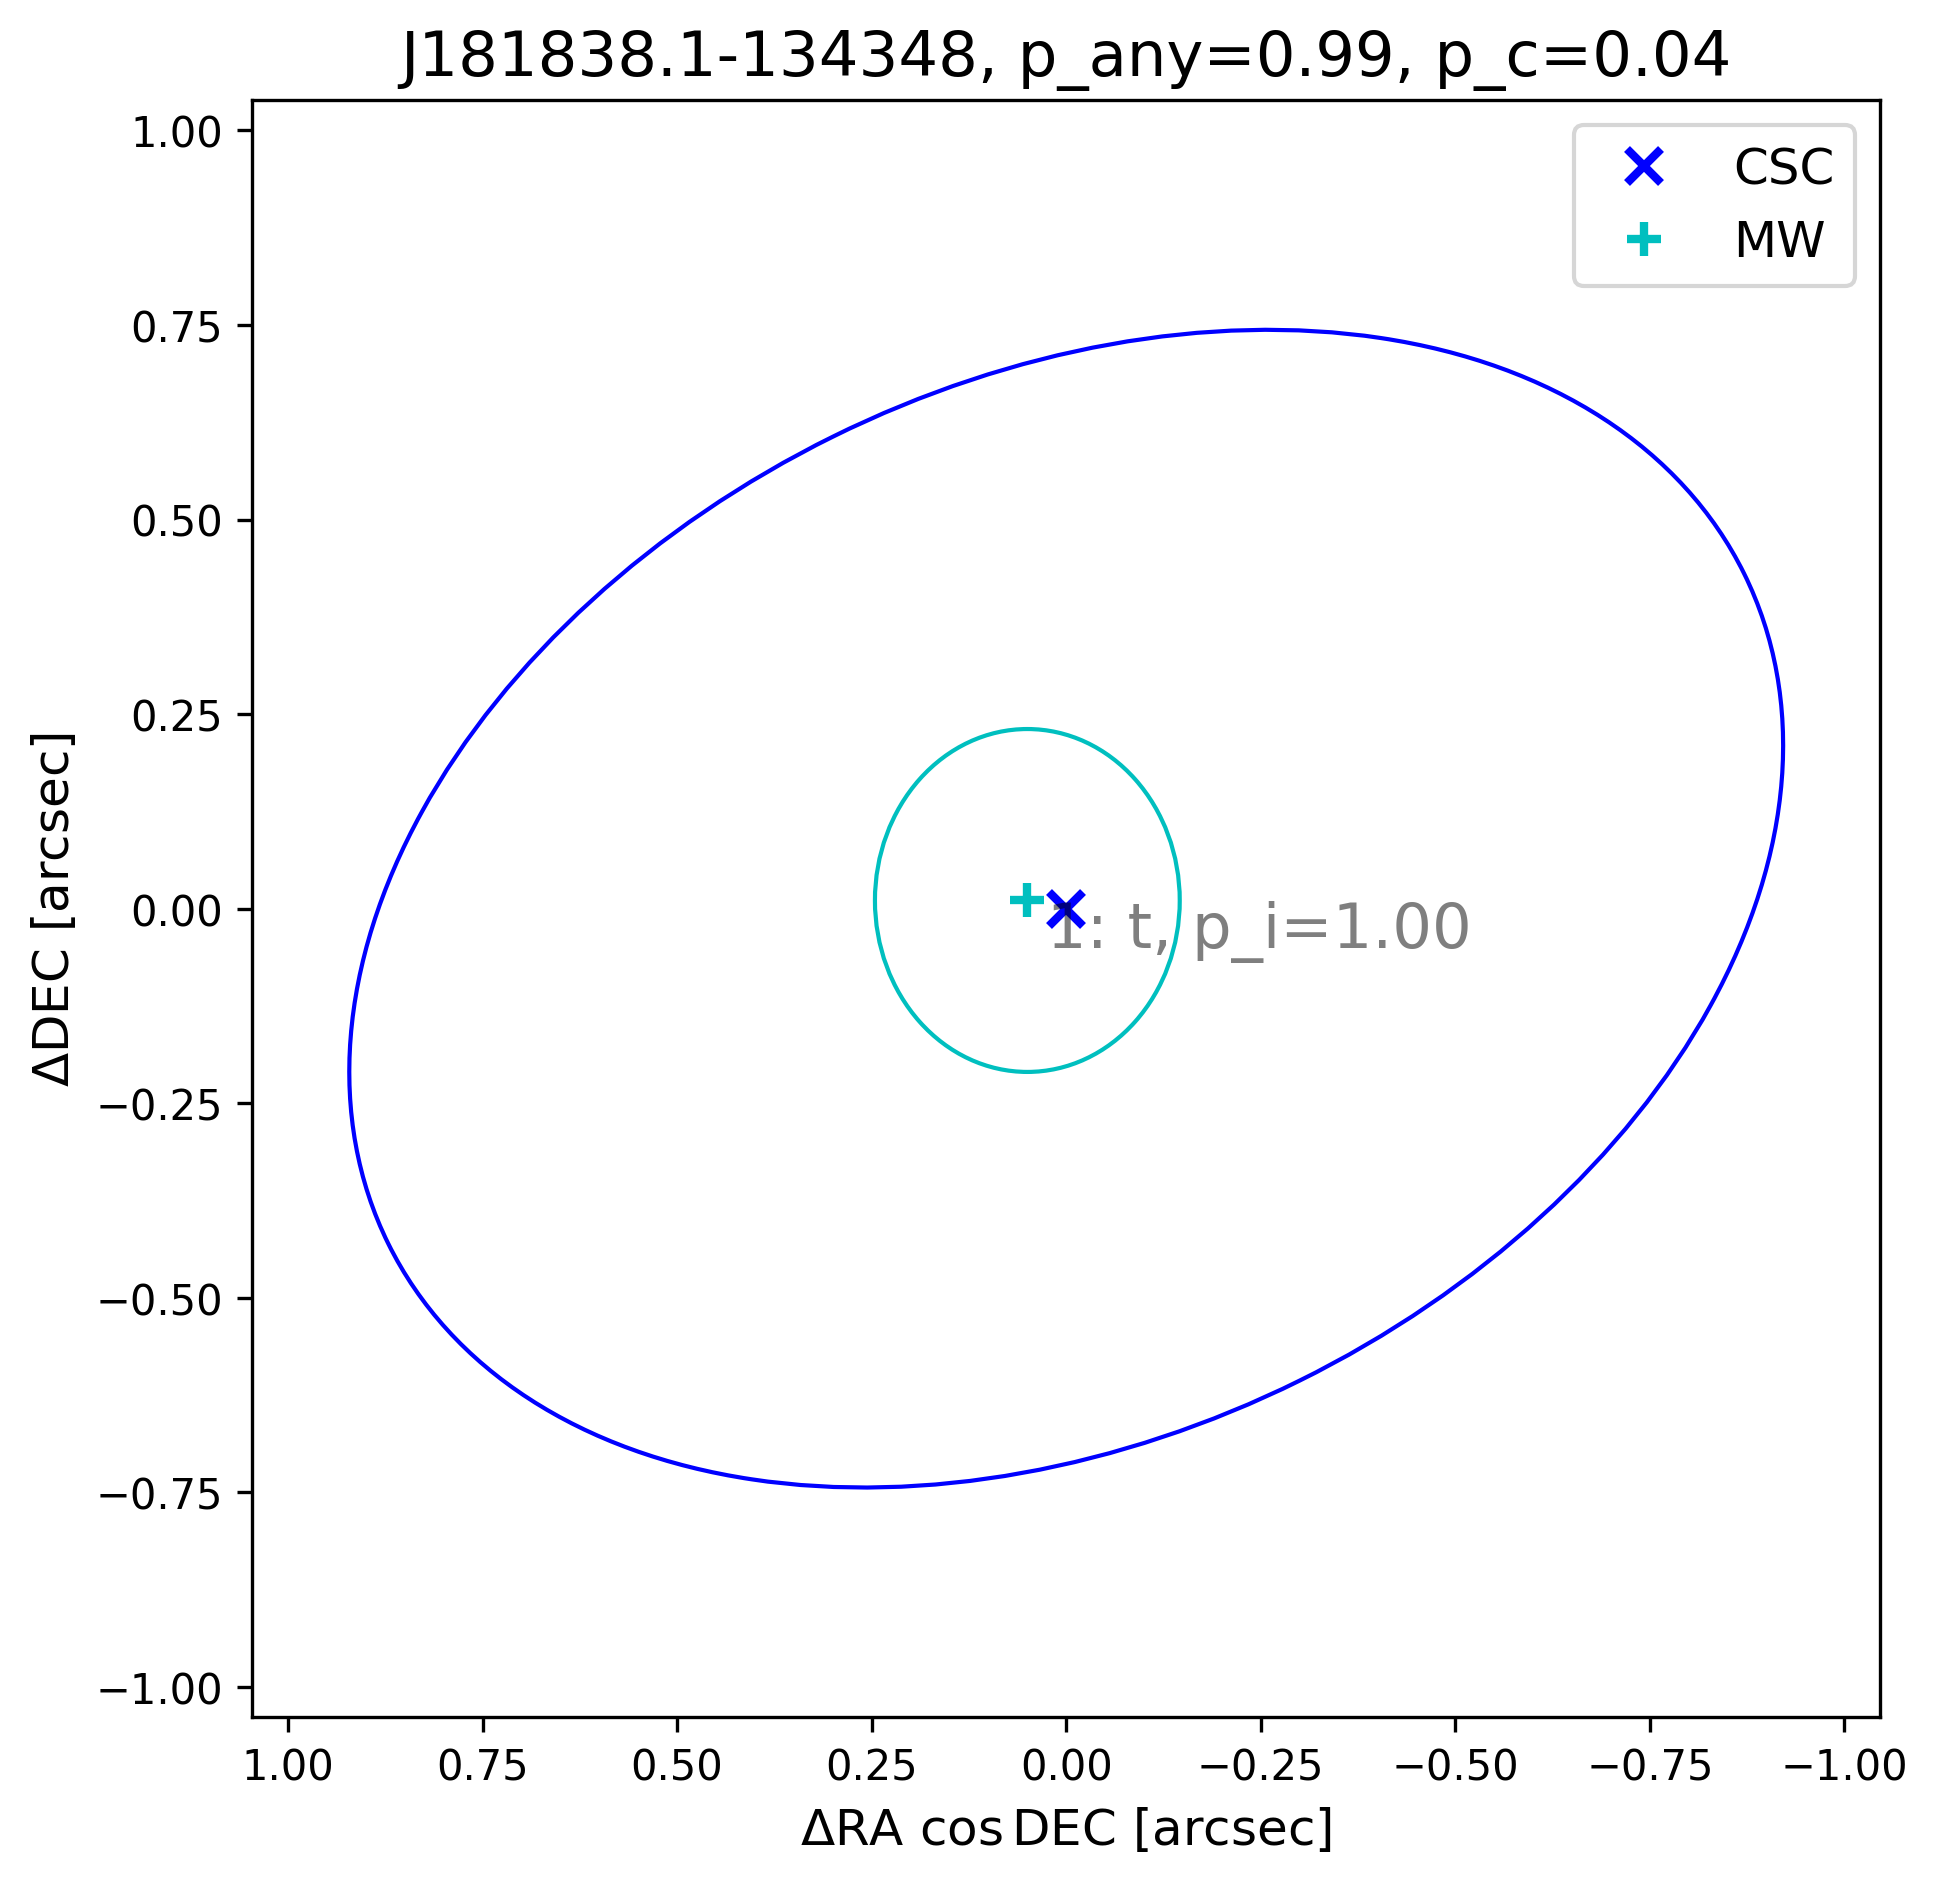 J181838.1-134348, p_any=0.99, p_c=0.04
CSC
MW
1.00
0.75
0.50
0.25
0.00
−0.25
−0.50
−0.75
−1.00
ΔDEC [arcsec]
1: t, p_i=1.00
1.00 0.75 0.50 0.25 0.00 −0.25 −0.50 −0.75 −1.00
ΔRA cos DEC [arcsec]